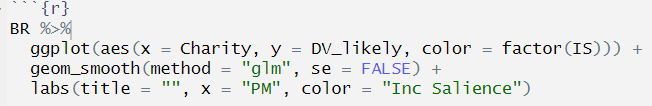 ```{r}
BR %>%
  ggplot(aes(x = Charity, y = DV_likely, color = factor(IS))) +
  geom_smooth(method = "glm", se = FALSE) +
  labs(title = "", x = "PM", color = "Inc Salience")